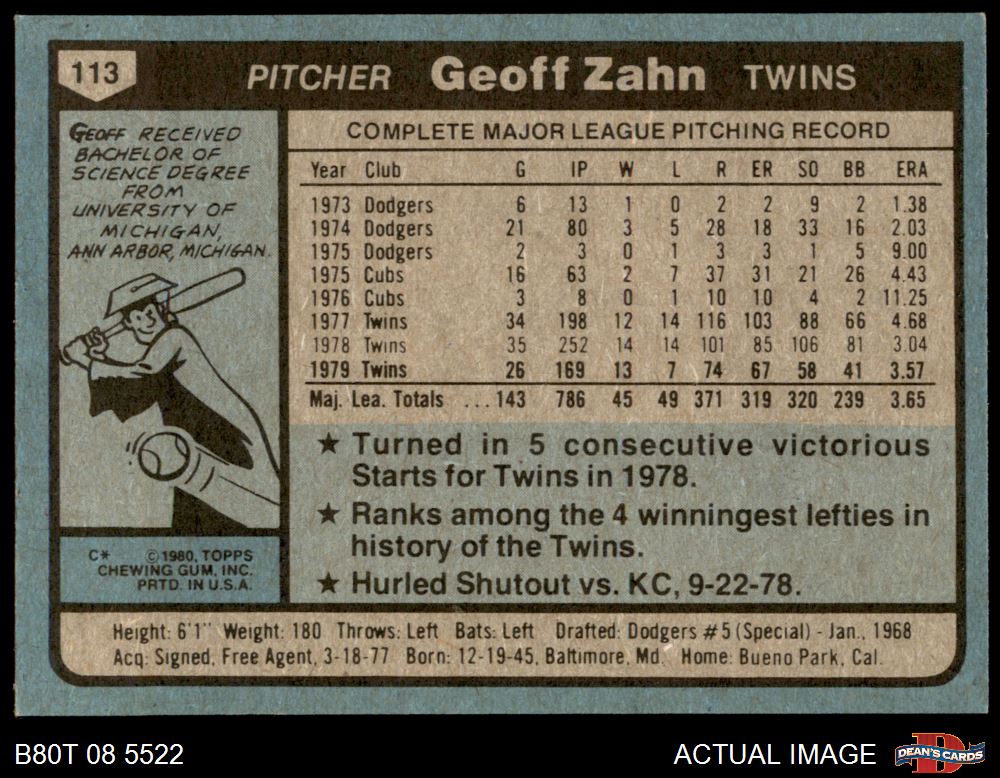 113 PITCHER Geoff Zahn TWINS
GEOFF RECEIVED
BACHELOR OF
SCIENCE DEGREE
FROM
UNIVERSITY OF
MICHIGAN,
ANN ARBOR, MICHIGAN.
COMPLETE MAJOR LEAGUE PITCHING RECORD
Year Club G IP W L R ER SO BB ERA
1973 Dodgers 6 13 1 0 2 2 9 2 1.38
1974 Dodgers 21 80 3 5 28 18 33 16 2.03
1975 Dodgers 2 3 0 1 3 3 1 5 9.00
1975 Cubs 16 63 2 7 37 31 21 26 4.43
1976 Cubs 3 8 0 1 10 10 4 2 11.25
1977 Twins 34 198 12 14 116 103 88 66 4.68
1978 Twins 35 252 14 14 101 85 106 81 3.04
1979 Twins 26 169 13 7 74 67 58 41 3.57
Maj. Lea. Totals ...143 786 45 49 371 319 320 239 3.65
★ Turned in 5 consecutive victorious
Starts for Twins in 1978.
★ Ranks among the 4 winningest lefties in
history of the Twins.
★ Hurled Shutout vs. KC, 9-22-78.
C* ©1980, TOPPS
CHEWING GUM, INC.
PRTD. IN U.S.A.
Height: 6'1" Weight: 180 Throws: Left Bats: Left Drafted: Dodgers #5 (Special) - Jan., 1968
Acq: Signed, Free Agent, 3-18-77 Born: 12-19-45, Baltimore, Md. Home: Bueno Park, Cal.
B80T 08 5522 ACTUAL IMAGE DEAN'S CARDS